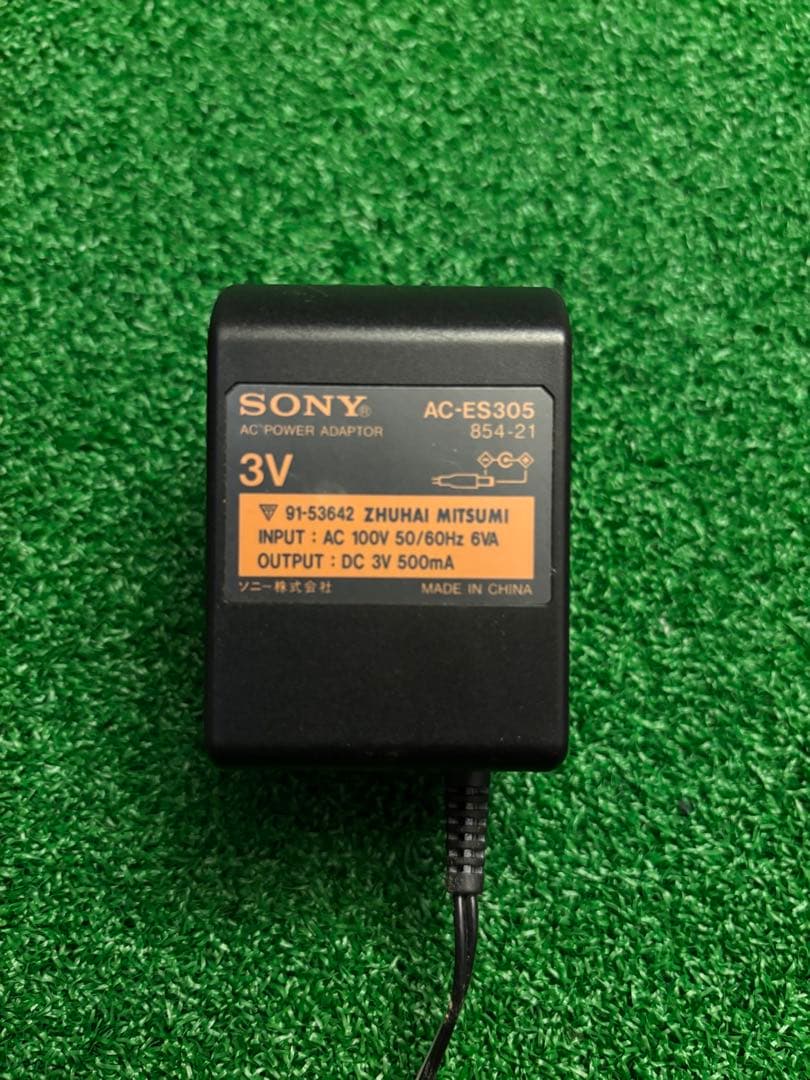 SONY® AC-ES305
AC POWER ADAPTOR 854-21
3V
91-53642 ZHUHAI MITSUMI
INPUT : AC 100V 50/60Hz 6VA
OUTPUT : DC 3V 500mA
ソニー株式会社 MADE IN CHINA